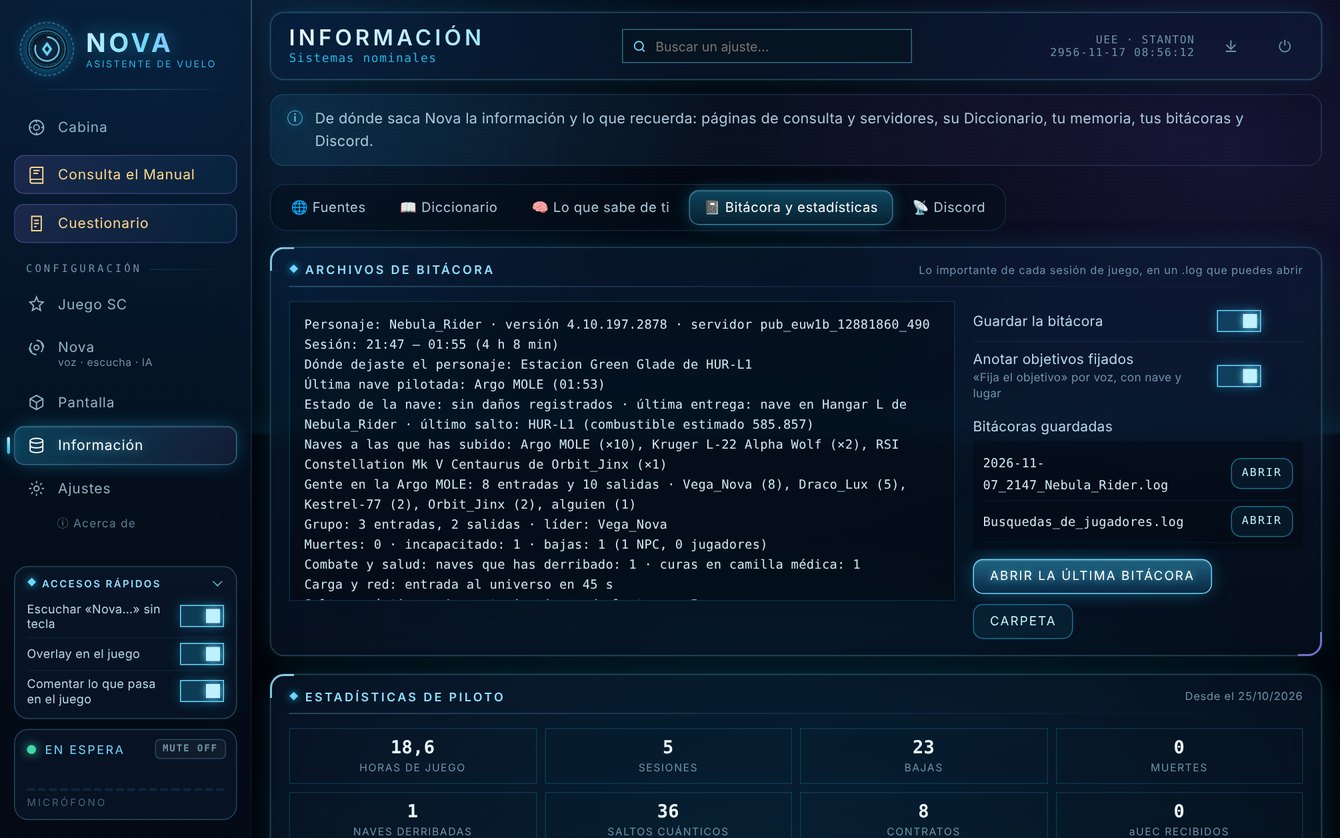 NOVA
ASISTENTE DE VUELO
Cabina
Consulta el Manual
Cuestionario
CONFIGURACIÓN
Juego SC
Nova
voz · escucha · IA
Pantalla
Información
Ajustes
ⓘ Acerca de
ACCESOS RÁPIDOS
Escuchar «Nova…» sin
tecla
Overlay en el juego
Comentar lo que pasa
en el juego
EN ESPERA
MUTE OFF
MICRÓFONO
INFORMACIÓN
Sistemas nominales
Buscar un ajuste…
UEE · STANTON
2956-11-17 08:56:12
De dónde saca Nova la información y lo que recuerda: páginas de consulta y servidores, su Diccionario, tu memoria, tus bitácoras y
Discord.
Fuentes
Diccionario
Lo que sabe de ti
Bitácora y estadísticas
Discord
ARCHIVOS DE BITÁCORA
Lo importante de cada sesión de juego, en un .log que puedes abrir
Personaje: Nebula_Rider · versión 4.10.197.2878 · servidor pub_euw1b_12881860_490
Sesión: 21:47 – 01:55 (4 h 8 min)
Dónde dejaste el personaje: Estacion Green Glade de HUR-L1
Última nave pilotada: Argo MOLE (01:53)
Estado de la nave: sin daños registrados · última entrega: nave en Hangar L de
Nebula_Rider · último salto: HUR-L1 (combustible estimado 585.857)
Naves a las que has subido: Argo MOLE (×10), Kruger L-22 Alpha Wolf (×2), RSI
Constellation Mk V Centaurus de Orbit_Jinx (×1)
Gente en la Argo MOLE: 8 entradas y 10 salidas · Vega_Nova (8), Draco_Lux (5),
Kestrel-77 (2), Orbit_Jinx (2), alguien (1)
Grupo: 3 entradas, 2 salidas · líder: Vega_Nova
Muertes: 0 · incapacitado: 1 · bajas: 1 (1 NPC, 0 jugadores)
Combate y salud: naves que has derribado: 1 · curas en camilla médica: 1
Carga y red: entrada al universo en 45 s
Guardar la bitácora
Anotar objetivos fijados
«Fija el objetivo» por voz, con nave y
lugar
Bitácoras guardadas
2026-11-
07_2147_Nebula_Rider.log
ABRIR
Busquedas_de_jugadores.log
ABRIR
ABRIR LA ÚLTIMA BITÁCORA
CARPETA
ESTADÍSTICAS DE PILOTO
Desde el 25/10/2026
18,6
HORAS DE JUEGO
5
SESIONES
23
BAJAS
0
MUERTES
1
NAVES DERRIBADAS
36
SALTOS CUÁNTICOS
8
CONTRATOS
0
aUEC RECIBIDOS